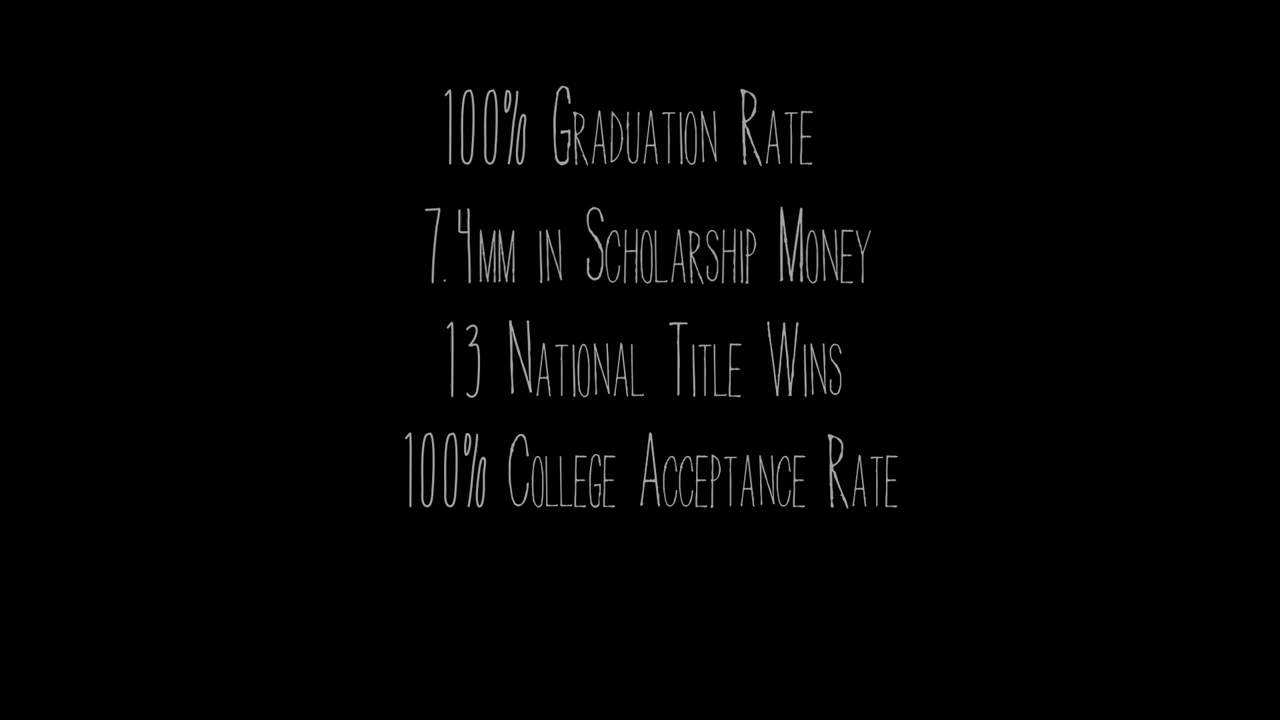 100% Graduation Rate
7.4mm in Scholarship Money
13 National Title Wins
100% College Acceptance Rate